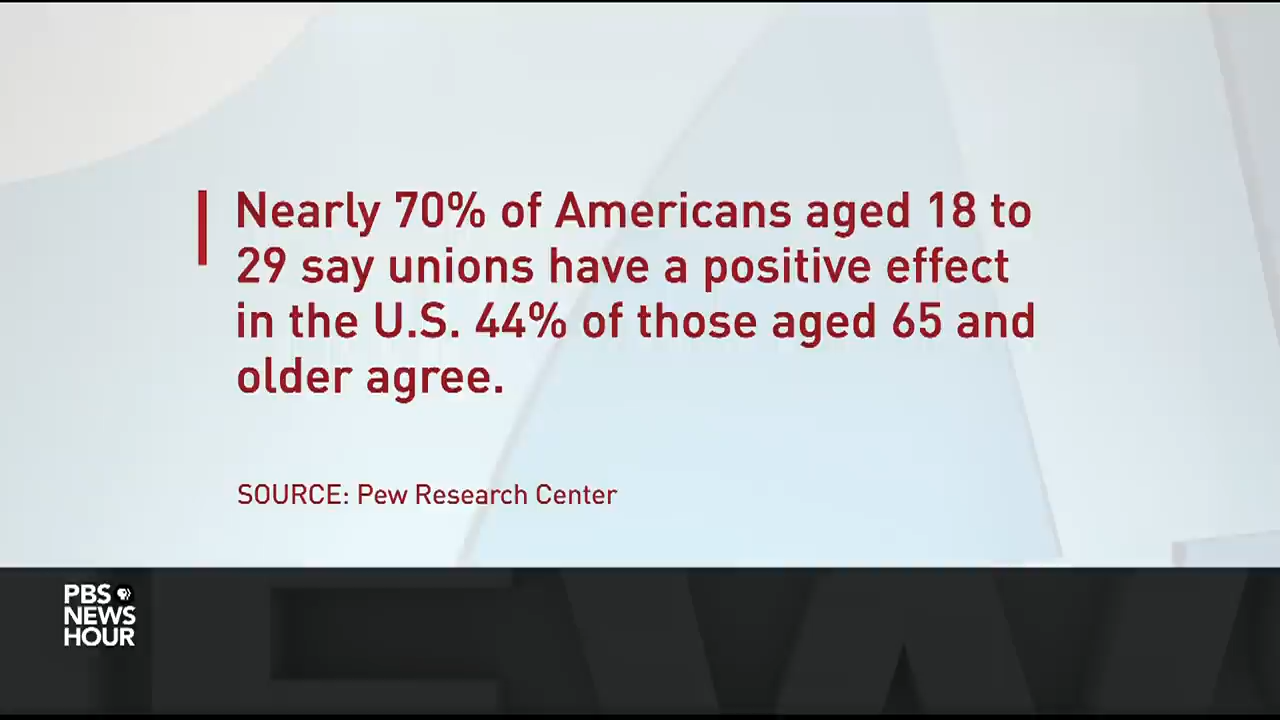 Nearly 70% of Americans aged 18 to
29 say unions have a positive effect
in the U.S. 44% of those aged 65 and
older agree.
SOURCE: Pew Research Center
PBS
NEWS
HOUR